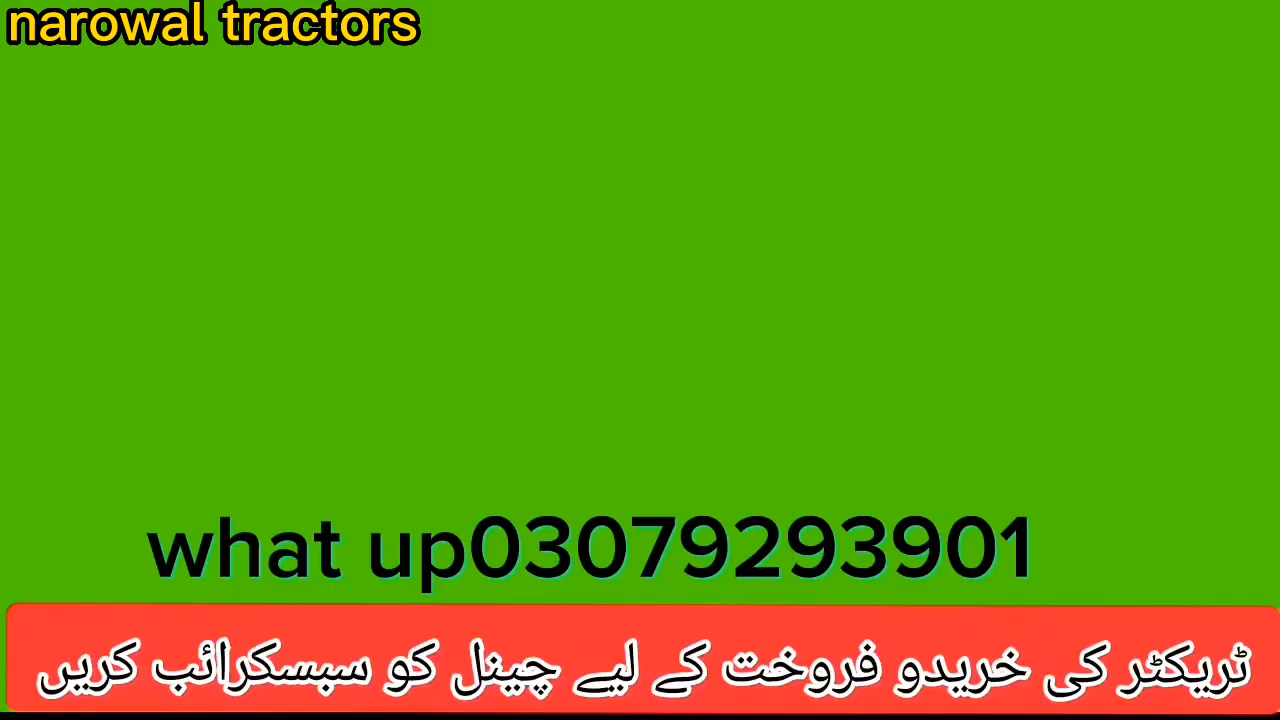 narowal tractors
what up03079293901
ٹریکٹر کی خریدو فروخت کے لیے چینل کو سبسکرائب کریں